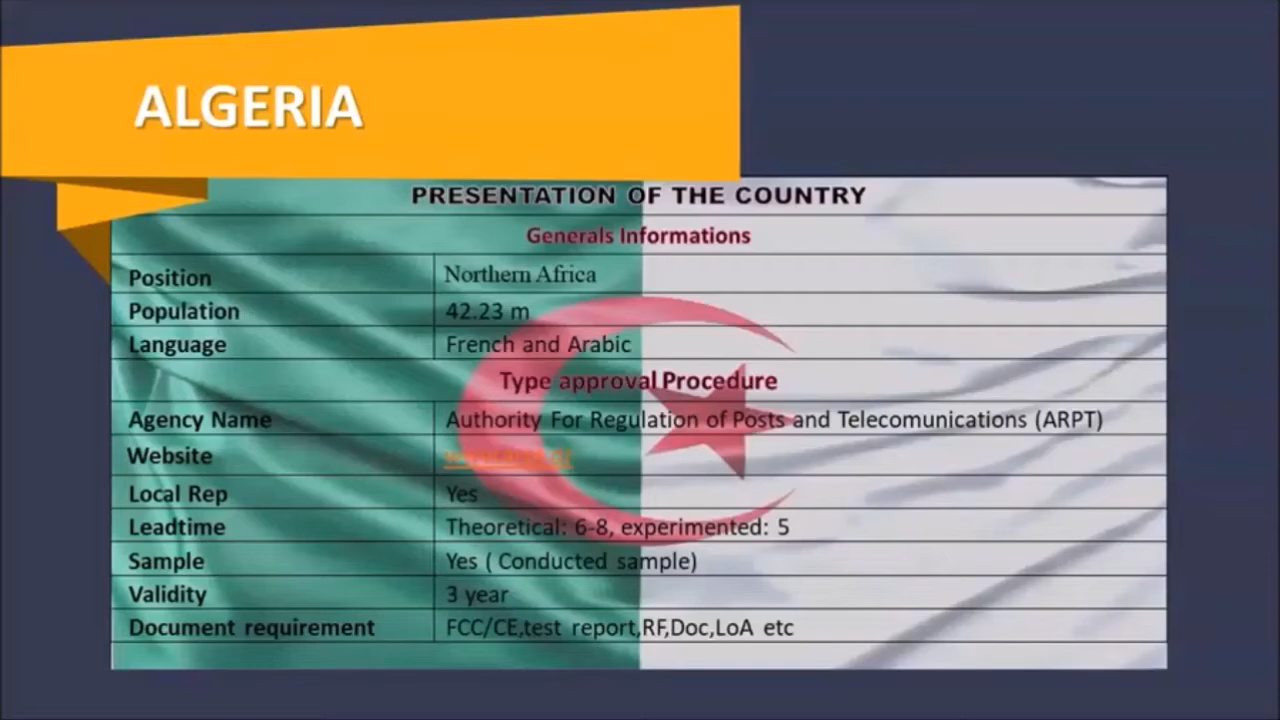 ALGERIA
PRESENTATION OF THE COUNTRY
Generals Informations
Position Northern Africa
Population 42.23 m
Language French and Arabic
Type approval Procedure
Agency Name Authority For Regulation of Posts and Telecomunications (ARPT)
Website
Local Rep Yes
Leadtime Theoretical: 6-8, experimented: 5
Sample Yes ( Conducted sample)
Validity 3 year
Document requirement FCC/CE,test report,RF,Doc,LoA etc